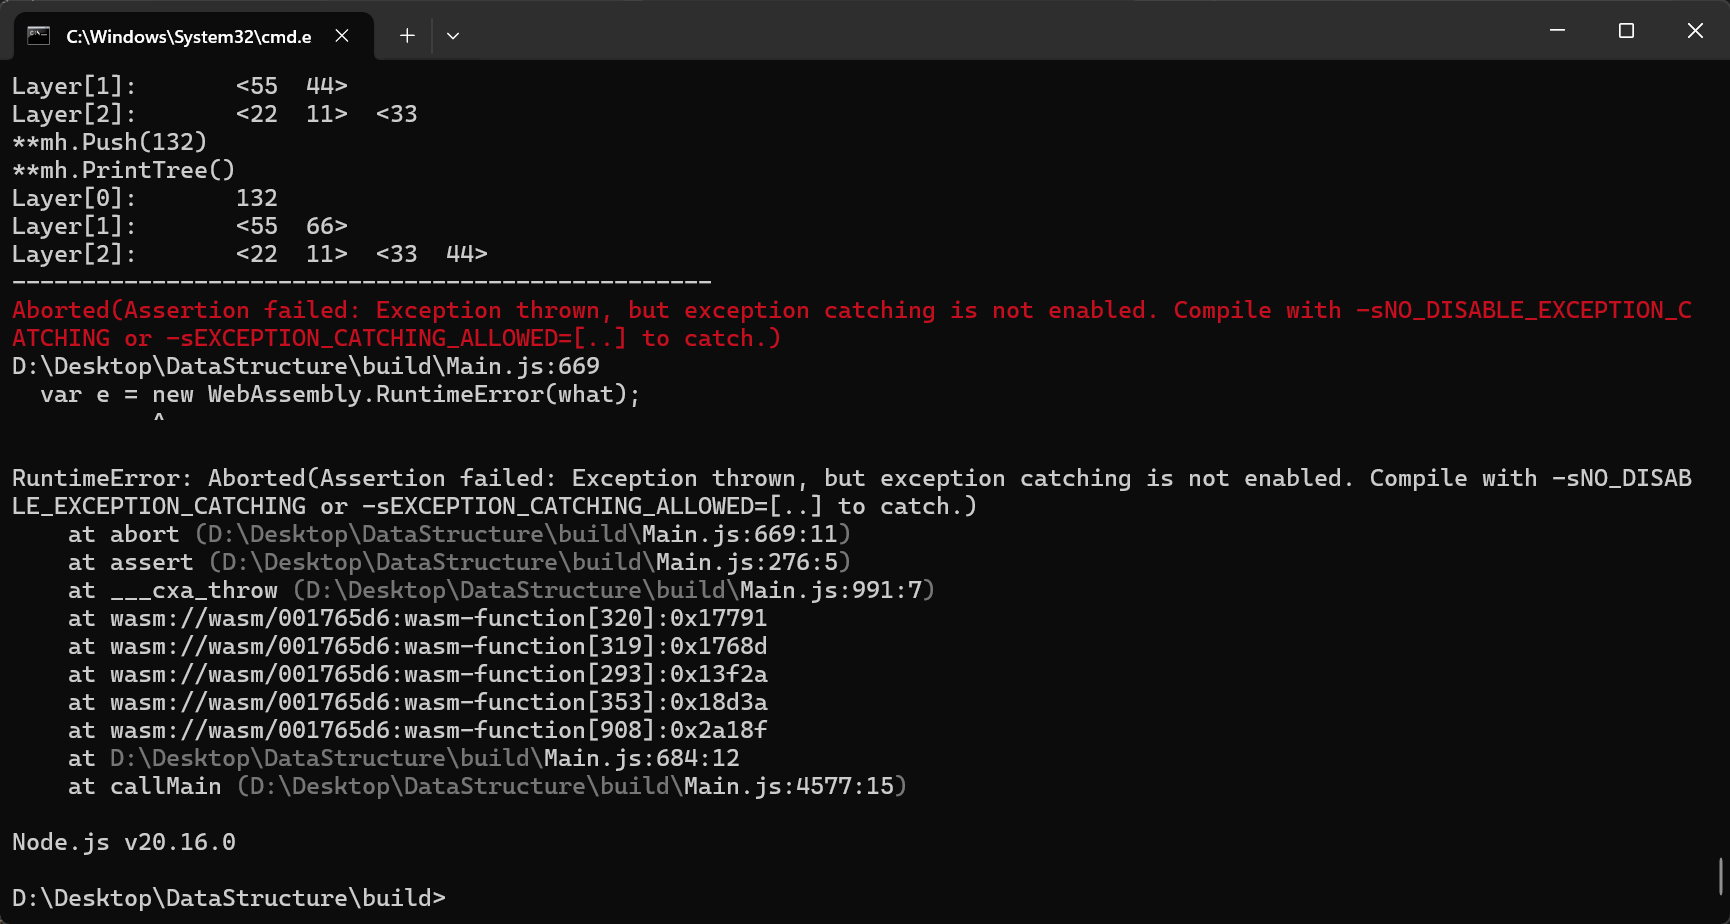 C:\Windows\System32\cmd.e
Layer[1]:       <55  44>
Layer[2]:       <22  11>  <33
**mh.Push(132)
**mh.PrintTree()
Layer[0]:       132
Layer[1]:       <55  66>
Layer[2]:       <22  11>  <33  44>
--------------------------------------------------
Aborted(Assertion failed: Exception thrown, but exception catching is not enabled. Compile with -sNO_DISABLE_EXCEPTION_C
ATCHING or -sEXCEPTION_CATCHING_ALLOWED=[..] to catch.)
D:\Desktop\DataStructure\build\Main.js:669
  var e = new WebAssembly.RuntimeError(what);
          ^
RuntimeError: Aborted(Assertion failed: Exception thrown, but exception catching is not enabled. Compile with -sNO_DISAB
LE_EXCEPTION_CATCHING or -sEXCEPTION_CATCHING_ALLOWED=[..] to catch.)
    at abort (D:\Desktop\DataStructure\build\Main.js:669:11)
    at assert (D:\Desktop\DataStructure\build\Main.js:276:5)
    at ___cxa_throw (D:\Desktop\DataStructure\build\Main.js:991:7)
    at wasm://wasm/001765d6:wasm-function[320]:0x17791
    at wasm://wasm/001765d6:wasm-function[319]:0x1768d
    at wasm://wasm/001765d6:wasm-function[293]:0x13f2a
    at wasm://wasm/001765d6:wasm-function[353]:0x18d3a
    at wasm://wasm/001765d6:wasm-function[908]:0x2a18f
    at D:\Desktop\DataStructure\build\Main.js:684:12
    at callMain (D:\Desktop\DataStructure\build\Main.js:4577:15)
Node.js v20.16.0
D:\Desktop\DataStructure\build>